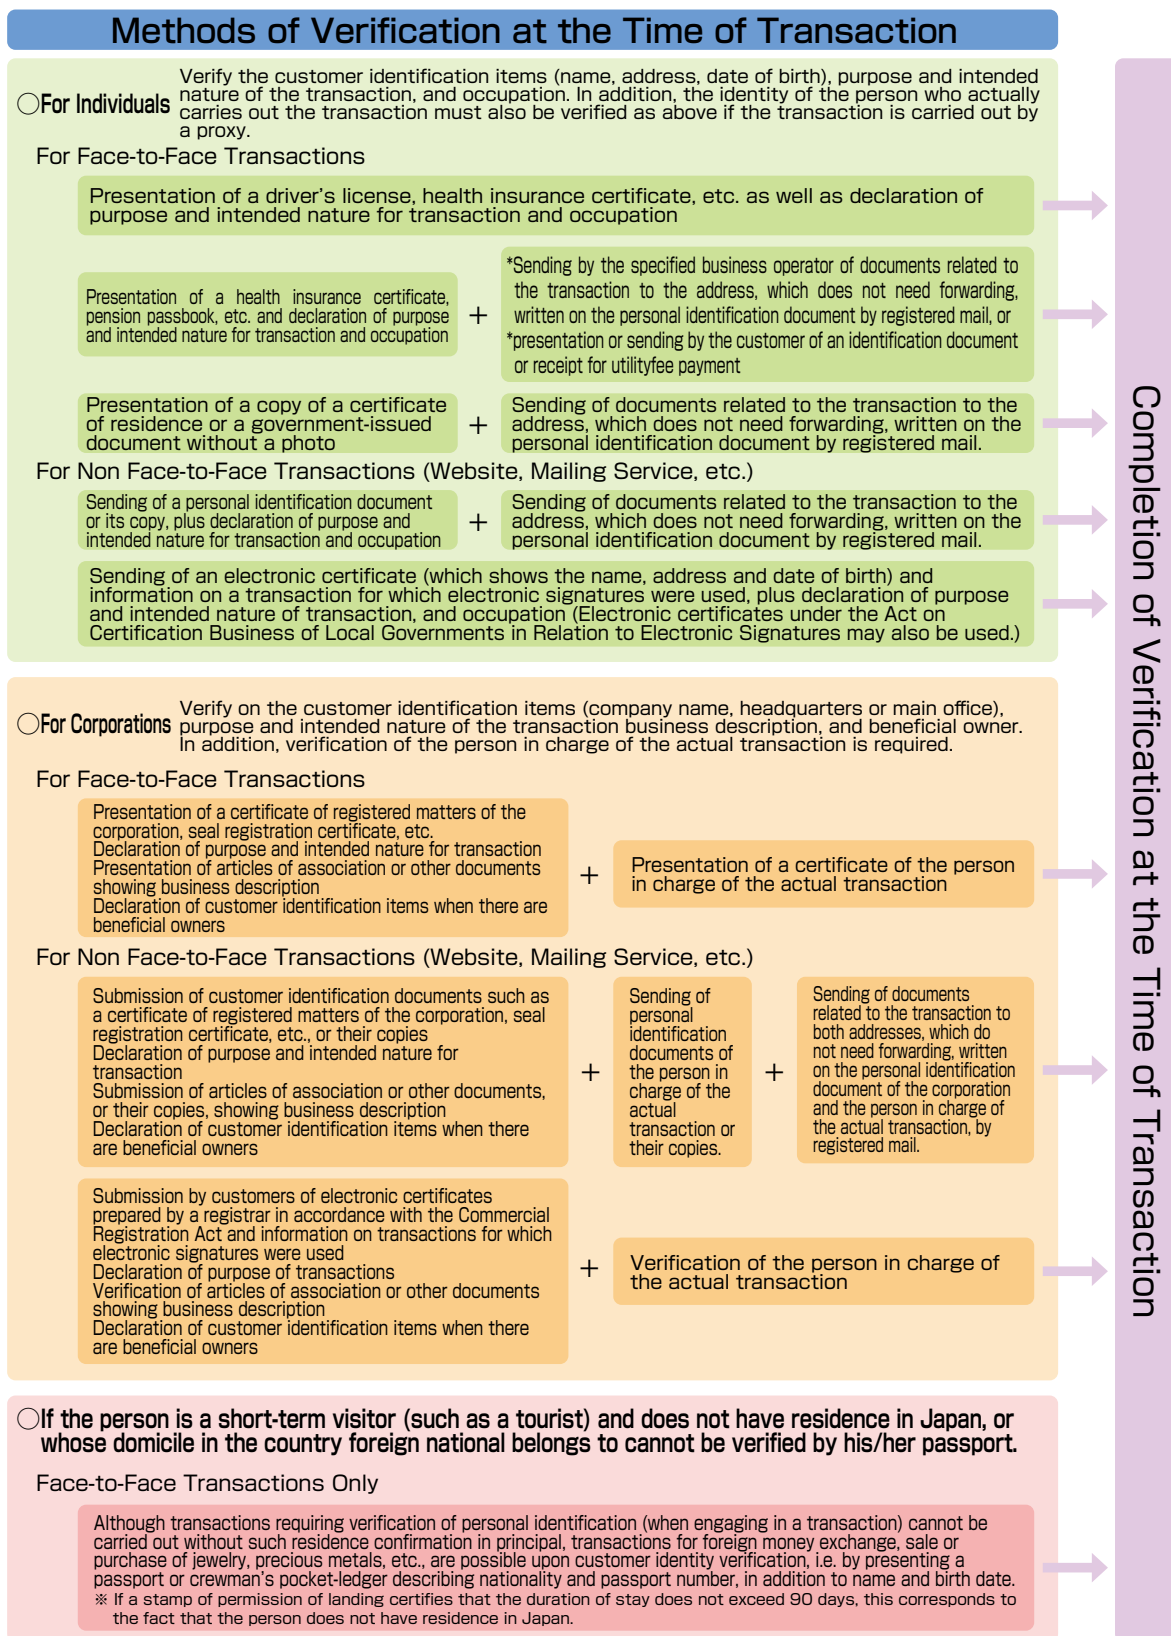 Methods of Verification at the Time of Transaction
○For Individuals
Verify the customer identification items (name, address, date of birth), purpose and intended
nature of the transaction, and occupation. In addition, the identity of the person who actually
carries out the transaction must also be verified as above if the transaction is carried out by
a proxy.
For Face-to-Face Transactions
Presentation of a driver's license, health insurance certificate, etc. as well as declaration of
purpose and intended nature for transaction and occupation
Presentation of a health insurance certificate,
pension passbook, etc. and declaration of purpose
and intended nature for transaction and occupation
+
*Sending by the specified business operator of documents related to
the transaction to the address, which does not need forwarding,
written on the personal identification document by registered mail, or
*presentation or sending by the customer of an identification document
or receipt for utilityfee payment
Presentation of a copy of a certificate
of residence or a government-issued
document without a photo
+
Sending of documents related to the transaction to the
address, which does not need forwarding, written on the
personal identification document by registered mail.
For Non Face-to-Face Transactions (Website, Mailing Service, etc.)
Sending of a personal identification document
or its copy, plus declaration of purpose and
intended nature for transaction and occupation
+
Sending of documents related to the transaction to the
address, which does not need forwarding, written on the
personal identification document by registered mail.
Sending of an electronic certificate (which shows the name, address and date of birth) and
information on a transaction for which electronic signatures were used, plus declaration of purpose
and intended nature of transaction, and occupation (Electronic certificates under the Act on
Certification Business of Local Governments in Relation to Electronic Signatures may also be used.)
○For Corporations
Verify on the customer identification items (company name, headquarters or main office),
purpose and intended nature of the transaction business description, and beneficial owner.
In addition, verification of the person in charge of the actual transaction is required.
For Face-to-Face Transactions
Presentation of a certificate of registered matters of the
corporation, seal registration certificate, etc.
Declaration of purpose and intended nature for transaction
Presentation of articles of association or other documents
showing business description
Declaration of customer identification items when there are
beneficial owners
+
Presentation of a certificate of the person
in charge of the actual transaction
For Non Face-to-Face Transactions (Website, Mailing Service, etc.)
Submission of customer identification documents such as
a certificate of registered matters of the corporation, seal
registration certificate, etc., or their copies
Declaration of purpose and intended nature for
transaction
Submission of articles of association or other documents,
or their copies, showing business description
Declaration of customer identification items when there
are beneficial owners
+
Sending of
personal
identification
documents of
the person in
charge of the
actual
transaction or
their copies.
+
Sending of documents
related to the transaction to
both addresses, which do
not need forwarding, written
on the personal identification
document of the corporation
and the person in charge of
the actual transaction, by
registered mail.
Submission by customers of electronic certificates
prepared by a registrar in accordance with the Commercial
Registration Act and information on transactions for which
electronic signatures were used
Declaration of purpose of transactions
Verification of articles of association or other documents
showing business description
Declaration of customer identification items when there
are beneficial owners
+
Verification of the person in charge of
the actual transaction
○If the person is a short-term visitor (such as a tourist) and does not have residence in Japan, or
whose domicile in the country foreign national belongs to cannot be verified by his/her passport.
Face-to-Face Transactions Only
Although transactions requiring verification of personal identification (when engaging in a transaction) cannot be
carried out without such residence confirmation in principal, transactions for foreign money exchange, sale or
purchase of jewelry, precious metals, etc., are possible upon customer identity verification, i.e. by presenting a
passport or crewman's pocket-ledger describing nationality and passport number, in addition to name and birth date.
※ If a stamp of permission of landing certifies that the duration of stay does not exceed 90 days, this corresponds to
the fact that the person does not have residence in Japan.
Completion of Verification at the Time of Transaction